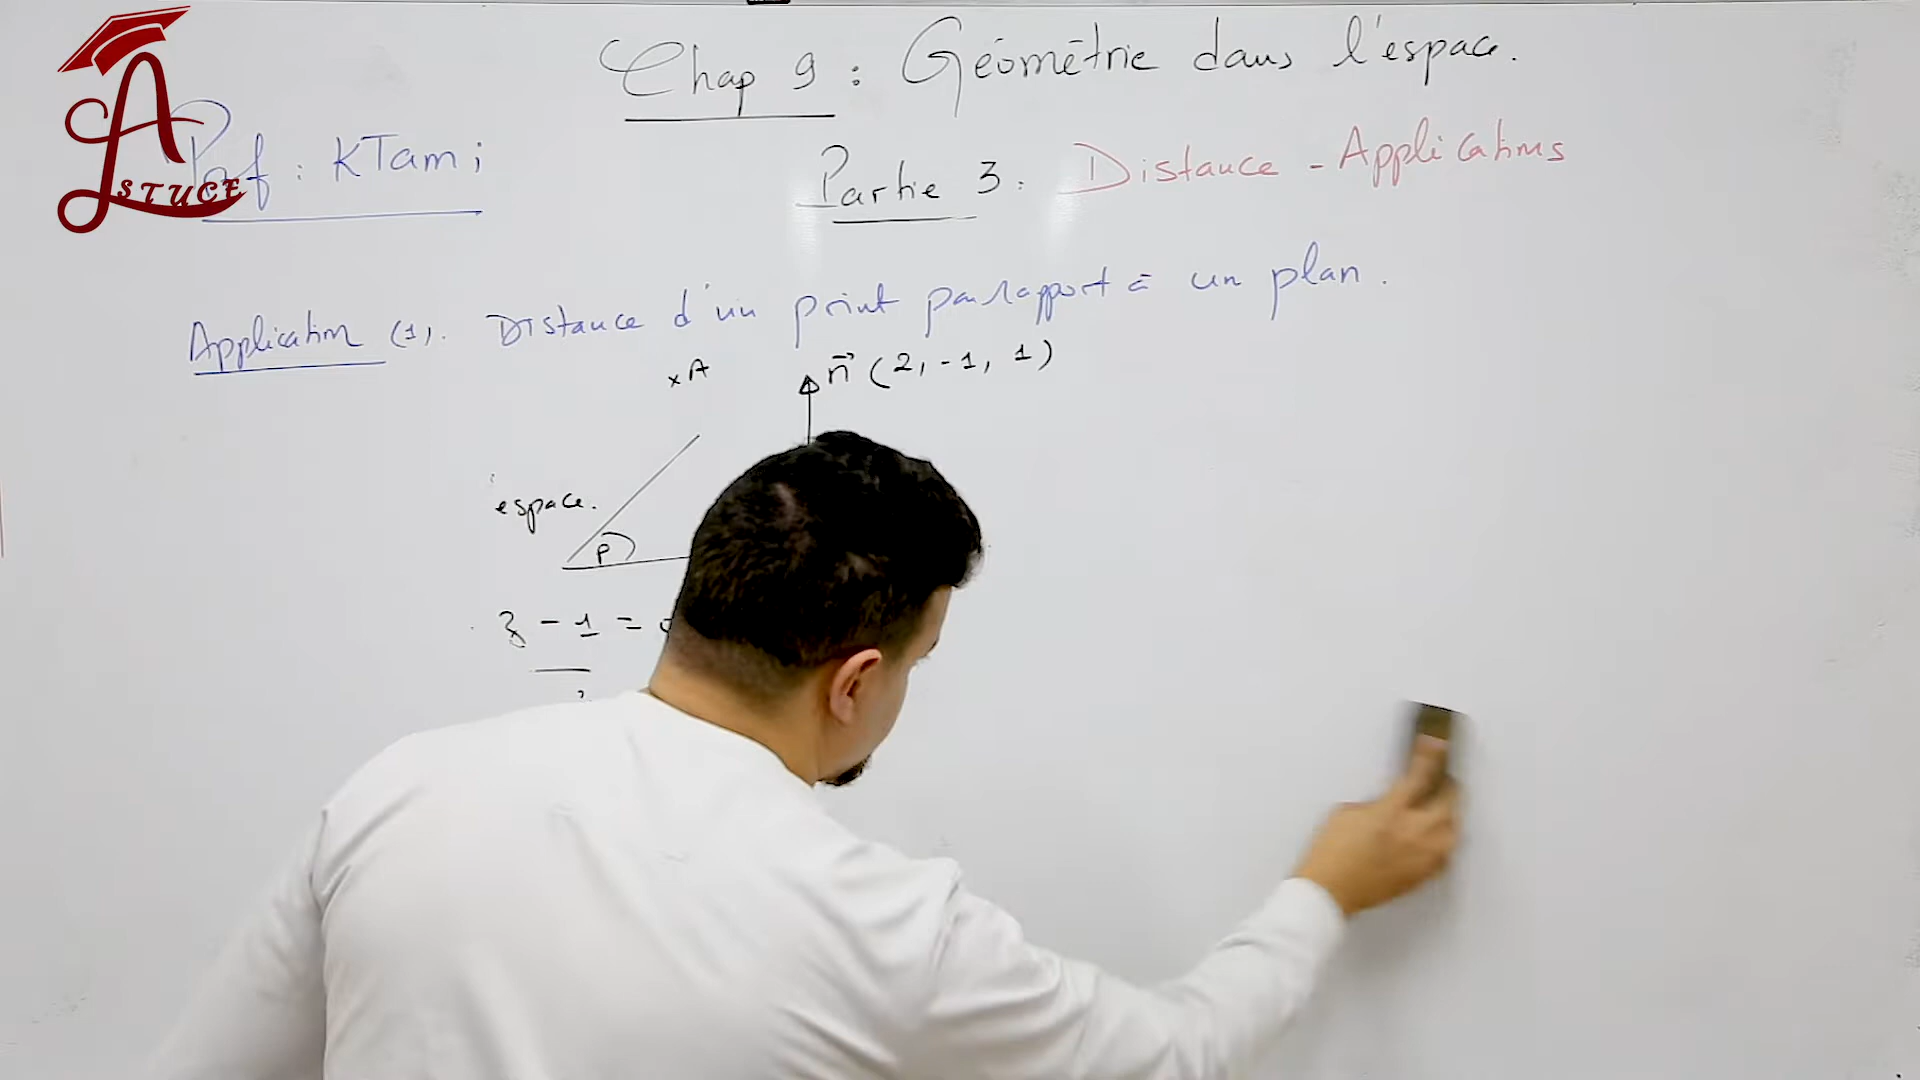 Chap 9 : Géométrie dans l'espace.
ASTUCE
Prof : KTami
Partie 3 : Distance - Applications
Application (1). Distance d'un point par rapport à un plan.
x A
n⃗ (2, -1, 1)
espace.
P
z - 1 =